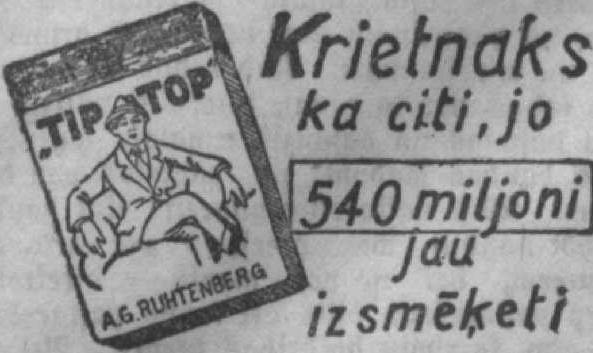 „TIP TOP"
A.G. RUHTENBERG
Krietnaks
ka citi, jo
540 miljoni
jau
izsmēķeti